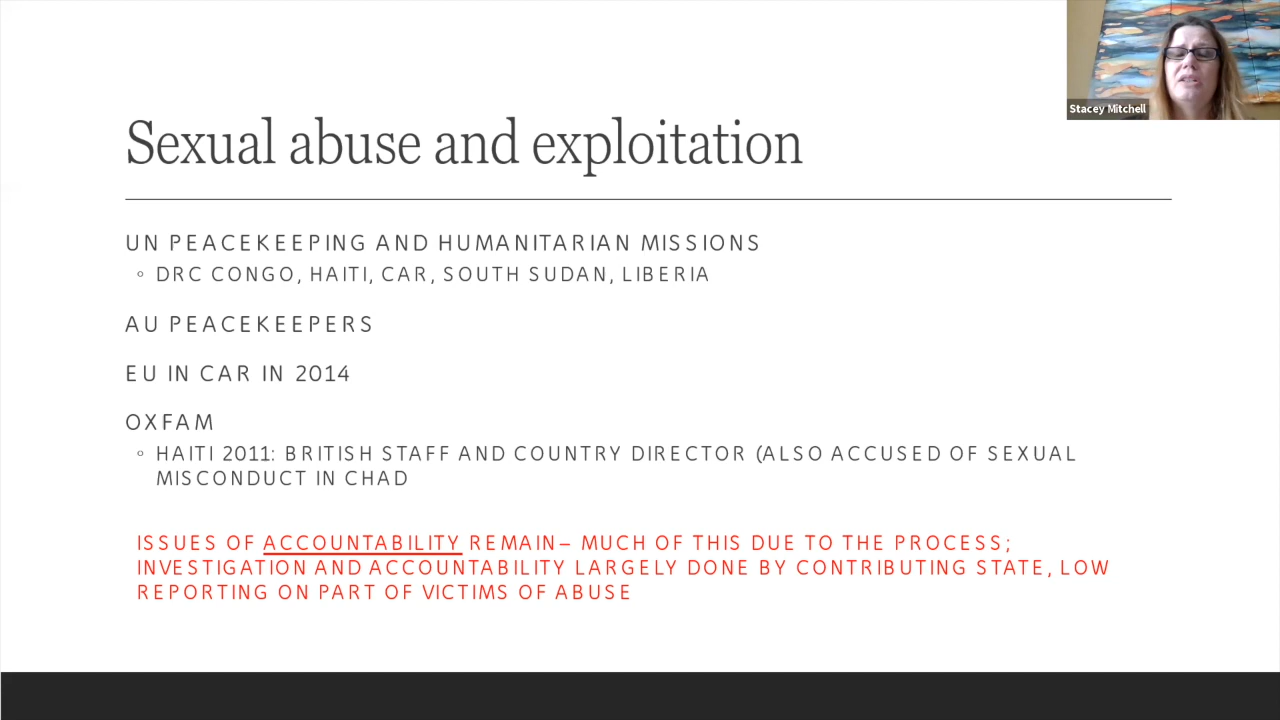 Stacey Mitchell
Sexual abuse and exploitation
UN PEACEKEEPING AND HUMANITARIAN MISSIONS
◦ DRC CONGO, HAITI, CAR, SOUTH SUDAN, LIBERIA
AU PEACEKEEPERS
EU IN CAR IN 2014
OXFAM
◦ HAITI 2011: BRITISH STAFF AND COUNTRY DIRECTOR (ALSO ACCUSED OF SEXUAL
MISCONDUCT IN CHAD
ISSUES OF ACCOUNTABILITY REMAIN– MUCH OF THIS DUE TO THE PROCESS;
INVESTIGATION AND ACCOUNTABILITY LARGELY DONE BY CONTRIBUTING STATE, LOW
REPORTING ON PART OF VICTIMS OF ABUSE